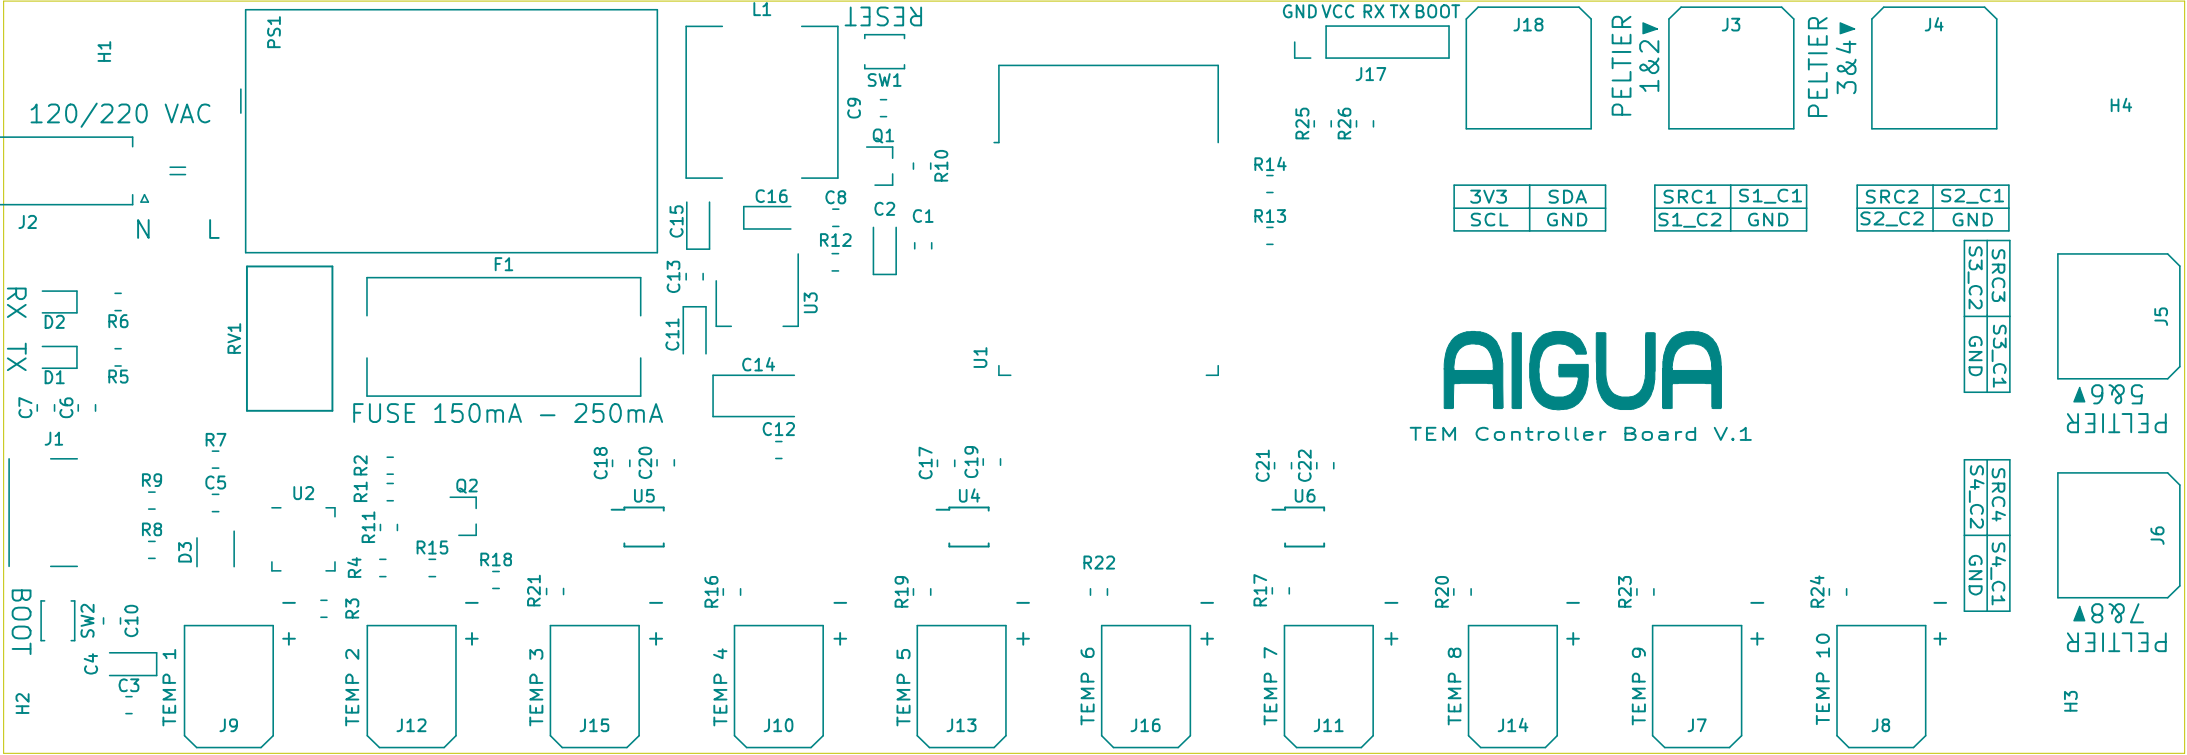 GND VCC RX TX BOOT
RESET
L1
PS1
H1
SW1
J17
J18
PELTIER
1&2
J3
PELTIER
3&4
J4
H4
120/220 VAC
C9
Q1
R10
R25
R26
R14
R13
J2
N
L
C15
C16
C8
C2
C1
R12
3V3 SDA
SCL GND
SRC1 S1_C1
S1_C2 GND
SRC2 S2_C1
S2_C2 GND
SRC3 S3_C1
S3_C2 GND
J5
PELTIER
5&6
RX
D2
R6
TX
D1
R5
RV1
F1
FUSE 150mA - 250mA
C13
C11
U3
C14
C12
U1
AIGUA
TEM Controller Board V.1
C7
C6
J1
R7
C5
R9
R8
D3
U2
R2
R1
R11
Q2
R15
R18
R4
R3
C18
C20
U5
C17
C19
U4
C21
C22
U6
SRC4 S4_C1
S4_C2 GND
J6
PELTIER
7&8
BOOT
SW2
C10
C4
C3
H2
R21
R16
R19
R22
R17
R20
R23
R24
TEMP 1
- +
J9
TEMP 2
- +
J12
TEMP 3
- +
J15
TEMP 4
- +
J10
TEMP 5
- +
J13
TEMP 6
- +
J16
TEMP 7
- +
J11
TEMP 8
- +
J14
TEMP 9
- +
J7
TEMP 10
- +
J8
H3